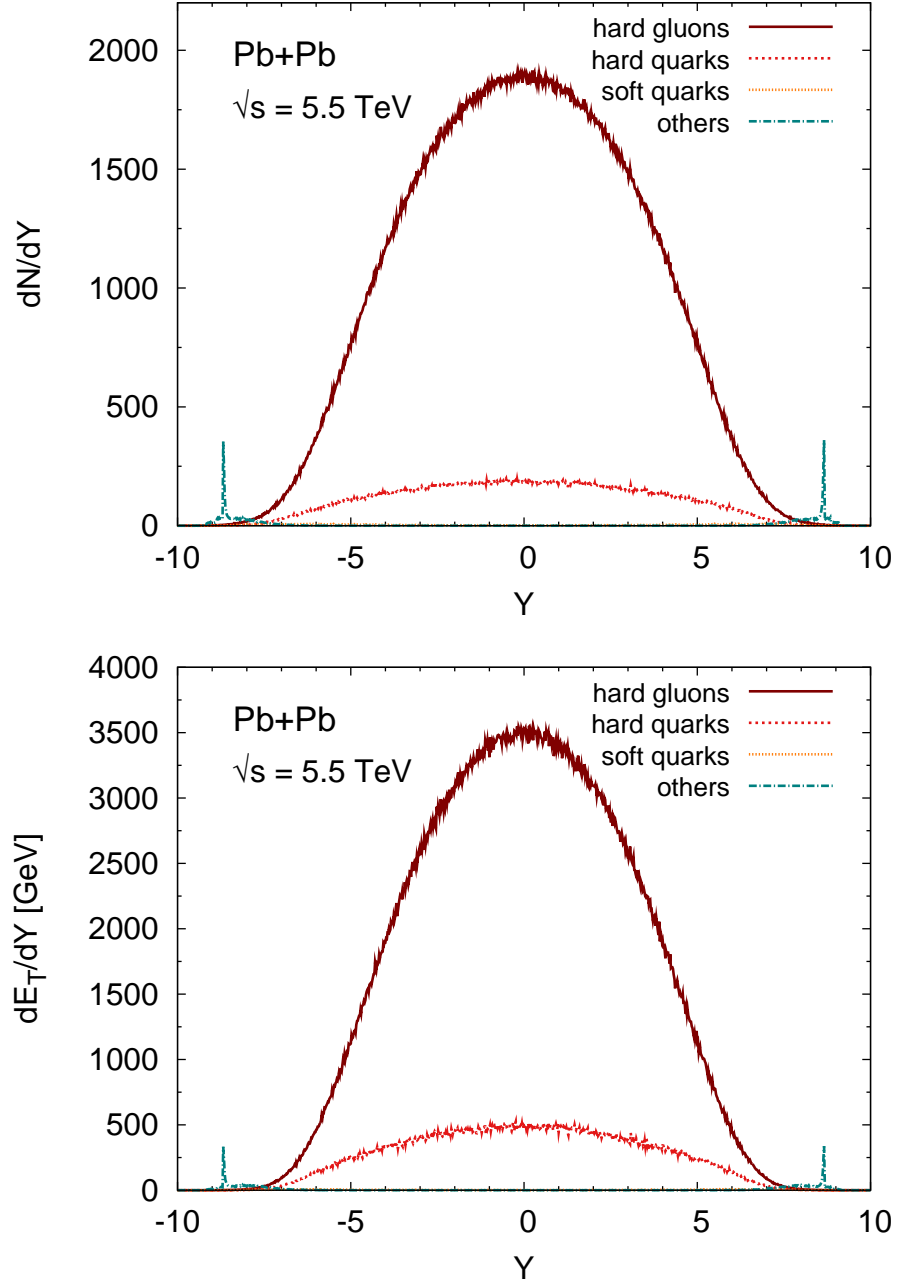 2000
1500
1000
500
0
dN/dY
Pb+Pb
√s = 5.5 TeV
hard gluons
hard quarks
soft quarks
others
-10 -5 0 5 10
Y
4000
3500
3000
2500
2000
1500
1000
500
0
dE_T/dY [GeV]
Pb+Pb
√s = 5.5 TeV
hard gluons
hard quarks
soft quarks
others
-10 -5 0 5 10
Y